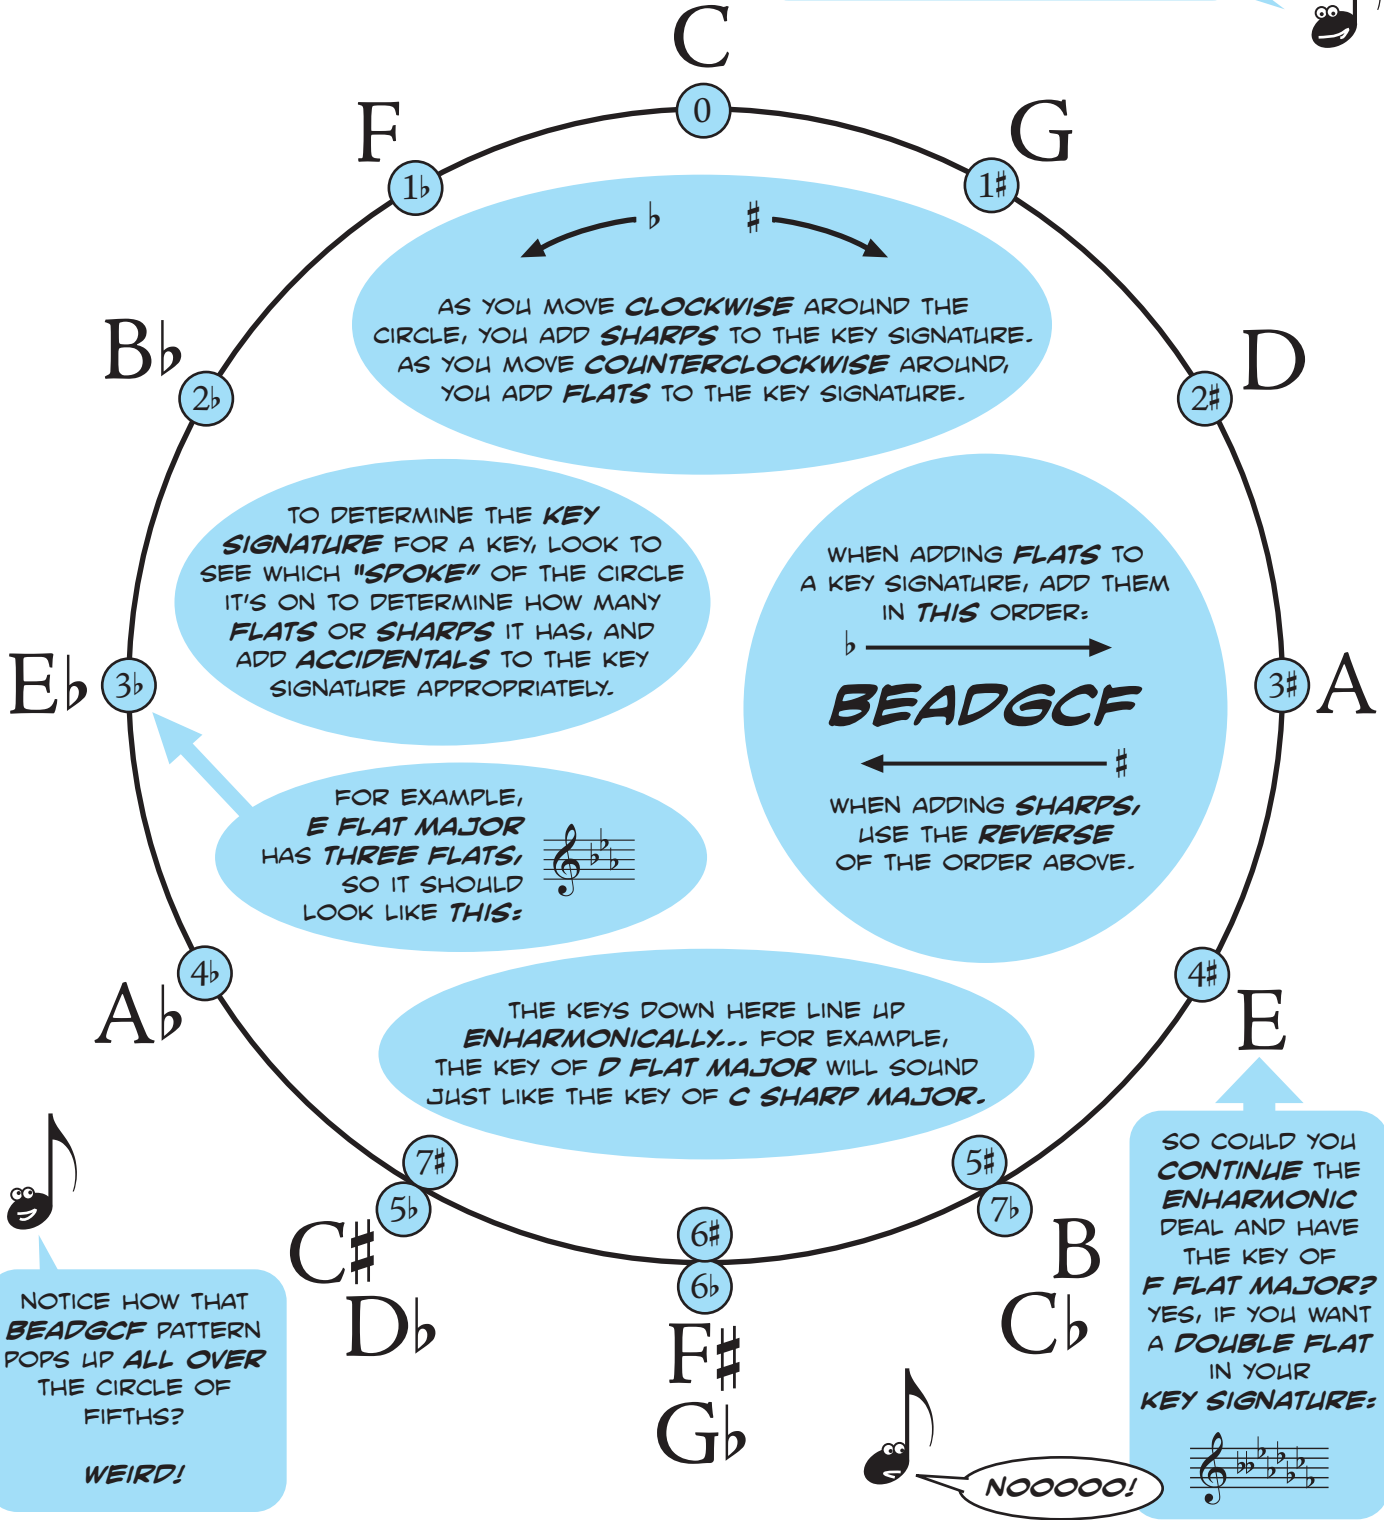 C
0
F
G
1♭
1♯
♭ ♯
AS YOU MOVE CLOCKWISE AROUND THE
CIRCLE, YOU ADD SHARPS TO THE KEY SIGNATURE.
AS YOU MOVE COUNTERCLOCKWISE AROUND,
YOU ADD FLATS TO THE KEY SIGNATURE.
B♭
D
2♭
2♯
TO DETERMINE THE KEY
SIGNATURE FOR A KEY, LOOK TO
SEE WHICH "SPOKE" OF THE CIRCLE
IT'S ON TO DETERMINE HOW MANY
FLATS OR SHARPS IT HAS, AND
ADD ACCIDENTALS TO THE KEY
SIGNATURE APPROPRIATELY.
WHEN ADDING FLATS TO
A KEY SIGNATURE, ADD THEM
IN THIS ORDER:
♭
BEADGCF
♯
WHEN ADDING SHARPS,
USE THE REVERSE
OF THE ORDER ABOVE.
E♭ 3♭
3♯ A
FOR EXAMPLE,
E FLAT MAJOR
HAS THREE FLATS,
SO IT SHOULD
LOOK LIKE THIS:
4♭
A♭
4♯
E
THE KEYS DOWN HERE LINE UP
ENHARMONICALLY... FOR EXAMPLE,
THE KEY OF D FLAT MAJOR WILL SOUND
JUST LIKE THE KEY OF C SHARP MAJOR.
7♯
5♭
C♯
D♭
6♯
6♭
F♯
G♭
5♯
7♭
B
C♭
SO COULD YOU
CONTINUE THE
ENHARMONIC
DEAL AND HAVE
THE KEY OF
F FLAT MAJOR?
YES, IF YOU WANT
A DOUBLE FLAT
IN YOUR
KEY SIGNATURE:
NOTICE HOW THAT
BEADGCF PATTERN
POPS UP ALL OVER
THE CIRCLE OF
FIFTHS?
WEIRD!
NOOOOO!